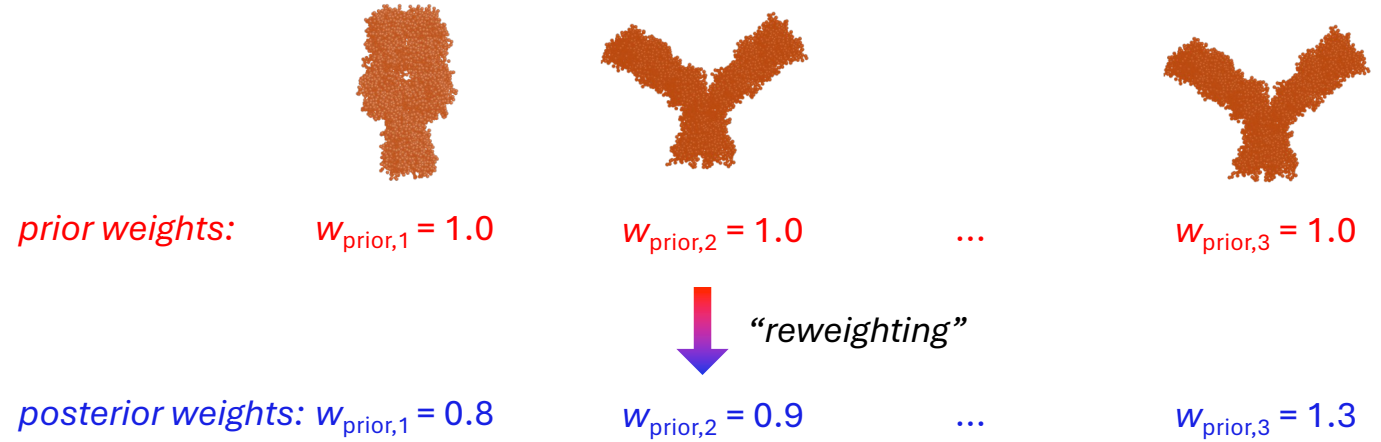 prior weights: w_prior,1 = 1.0 w_prior,2 = 1.0 ... w_prior,3 = 1.0
“reweighting”
posterior weights: w_prior,1 = 0.8 w_prior,2 = 0.9 ... w_prior,3 = 1.3